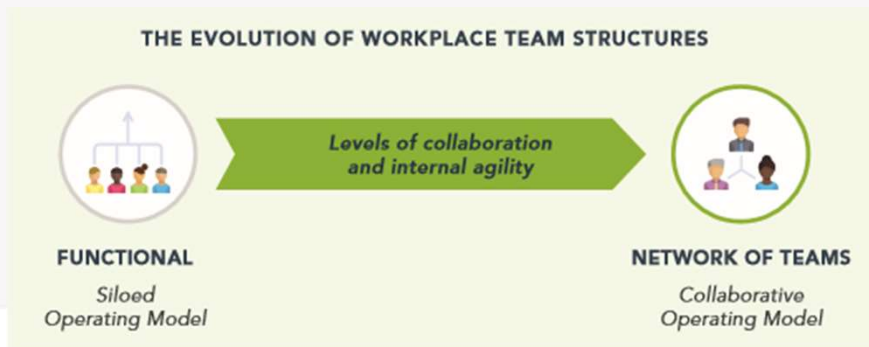 THE EVOLUTION OF WORKPLACE TEAM STRUCTURES
Levels of collaboration
and internal agility
FUNCTIONAL
Siloed
Operating Model
NETWORK OF TEAMS
Collaborative
Operating Model